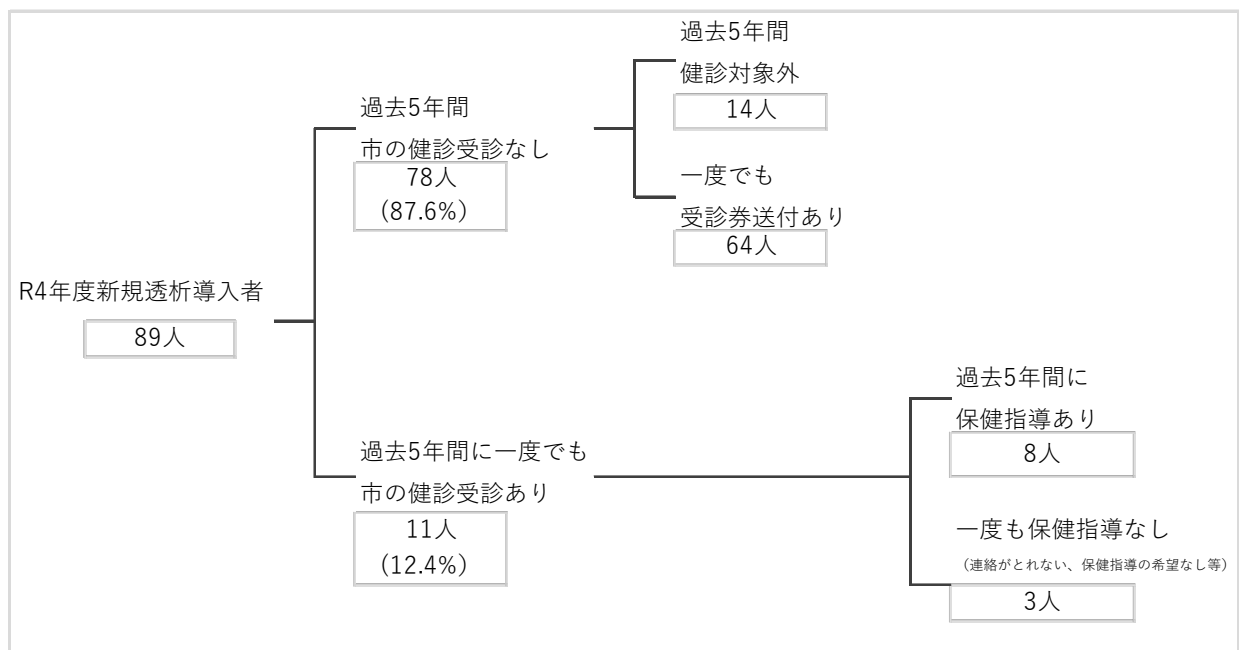 R4年度新規透析導入者
89人
過去5年間
市の健診受診なし
78人
(87.6%)
過去5年間
健診対象外
14人
一度でも
受診券送付あり
64人
過去5年間に一度でも
市の健診受診あり
11人
(12.4%)
過去5年間に
保健指導あり
8人
一度も保健指導なし
(連絡がとれない、保健指導の希望なし等)
3人